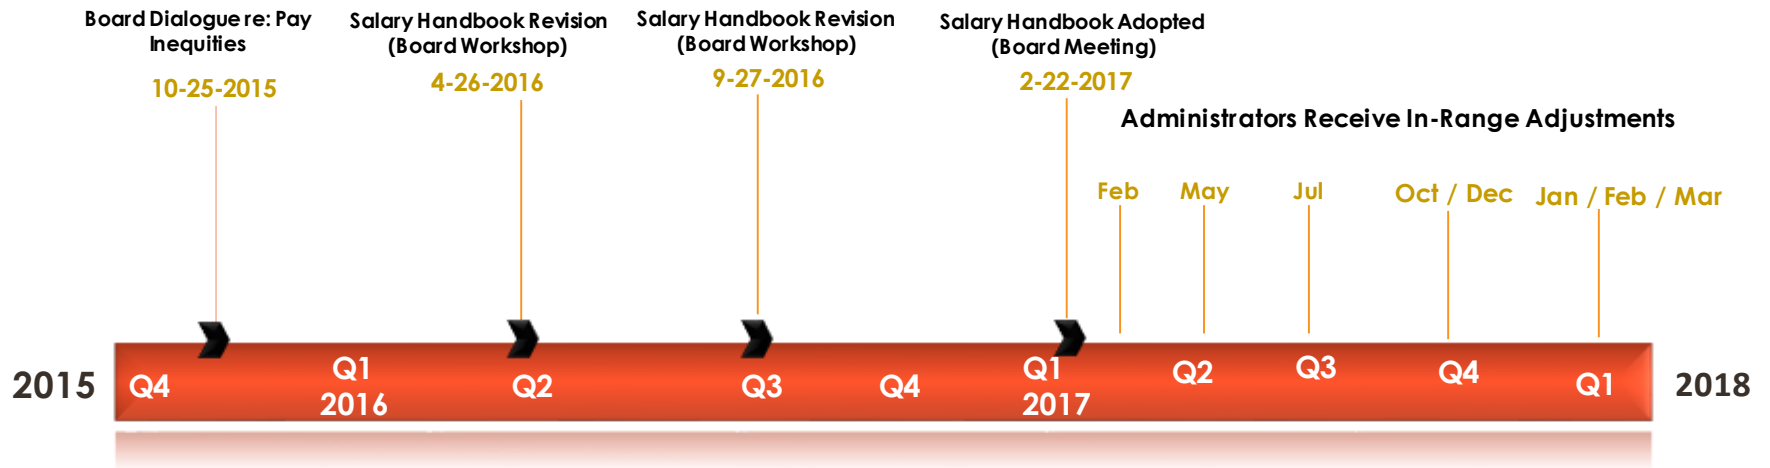 Board Dialogue re: Pay
Inequities
10-25-2015
Salary Handbook Revision
(Board Workshop)
4-26-2016
Salary Handbook Revision
(Board Workshop)
9-27-2016
Salary Handbook Adopted
(Board Meeting)
2-22-2017
Administrators Receive In-Range Adjustments
Feb
May
Jul
Oct / Dec
Jan / Feb / Mar
2015
Q4
Q1
2016
Q2
Q3
Q4
Q1
2017
Q2
Q3
Q4
Q1
2018